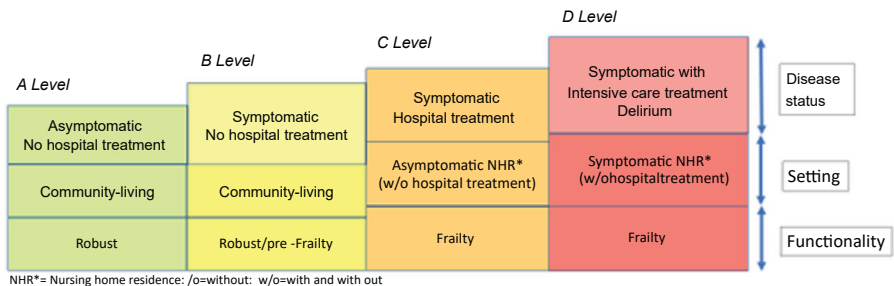 A Level
B Level
C Level
D Level
Asymptomatic
No hospital treatment
Symptomatic
No hospital treatment
Symptomatic
Hospital treatment
Symptomatic with
Intensive care treatment
Delirium
Disease
status
Community-living
Community-living
Asymptomatic NHR*
(w/o hospital treatment)
Symptomatic NHR*
(w/ohospitaltreatment)
Setting
Robust
Robust/pre -Frailty
Frailty
Frailty
Functionality
NHR*= Nursing home residence: /o=without: w/o=with and with out